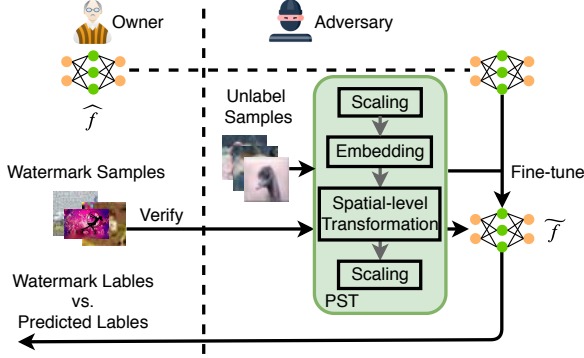 Owner
Adversary
f
Unlabel
Samples
Scaling
Embedding
Spatial-level
Transformation
Scaling
PST
Fine-tune
Watermark Samples
Verify
f
Watermark Lables
vs.
Predicted Lables